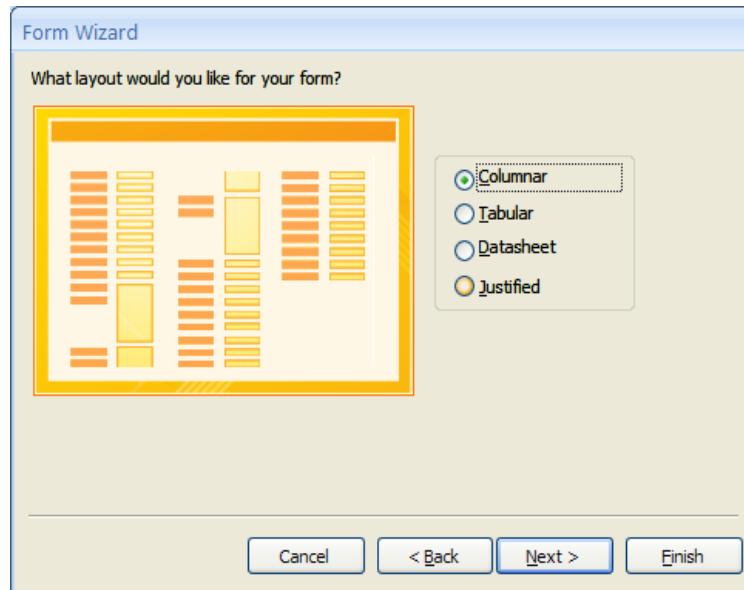 Form Wizard
What layout would you like for your form?
Columnar
Tabular
Datasheet
Justified
Cancel
< Back
Next >
Finish